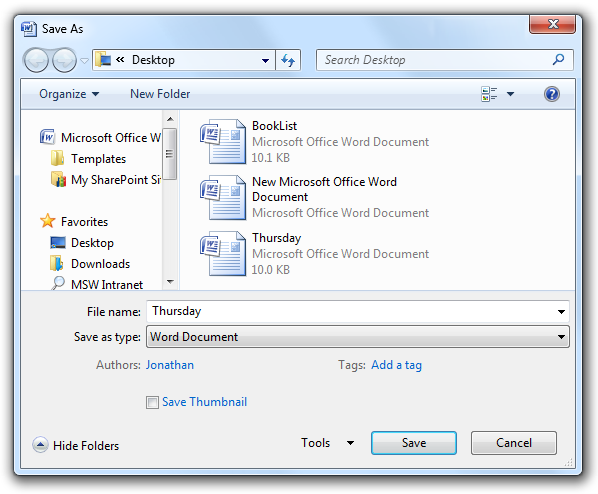 Save As
« Desktop
Search Desktop
Organize
New Folder
?
Microsoft Office W
Templates
My SharePoint Si
Favorites
Desktop
Downloads
MSW Intranet
BookList
Microsoft Office Word Document
10.1 KB
New Microsoft Office Word
Document
Microsoft Office Word Document
Thursday
Microsoft Office Word Document
10.0 KB
File name: Thursday
Save as type: Word Document
Authors: Jonathan
Tags: Add a tag
Save Thumbnail
Hide Folders
Tools
Save
Cancel